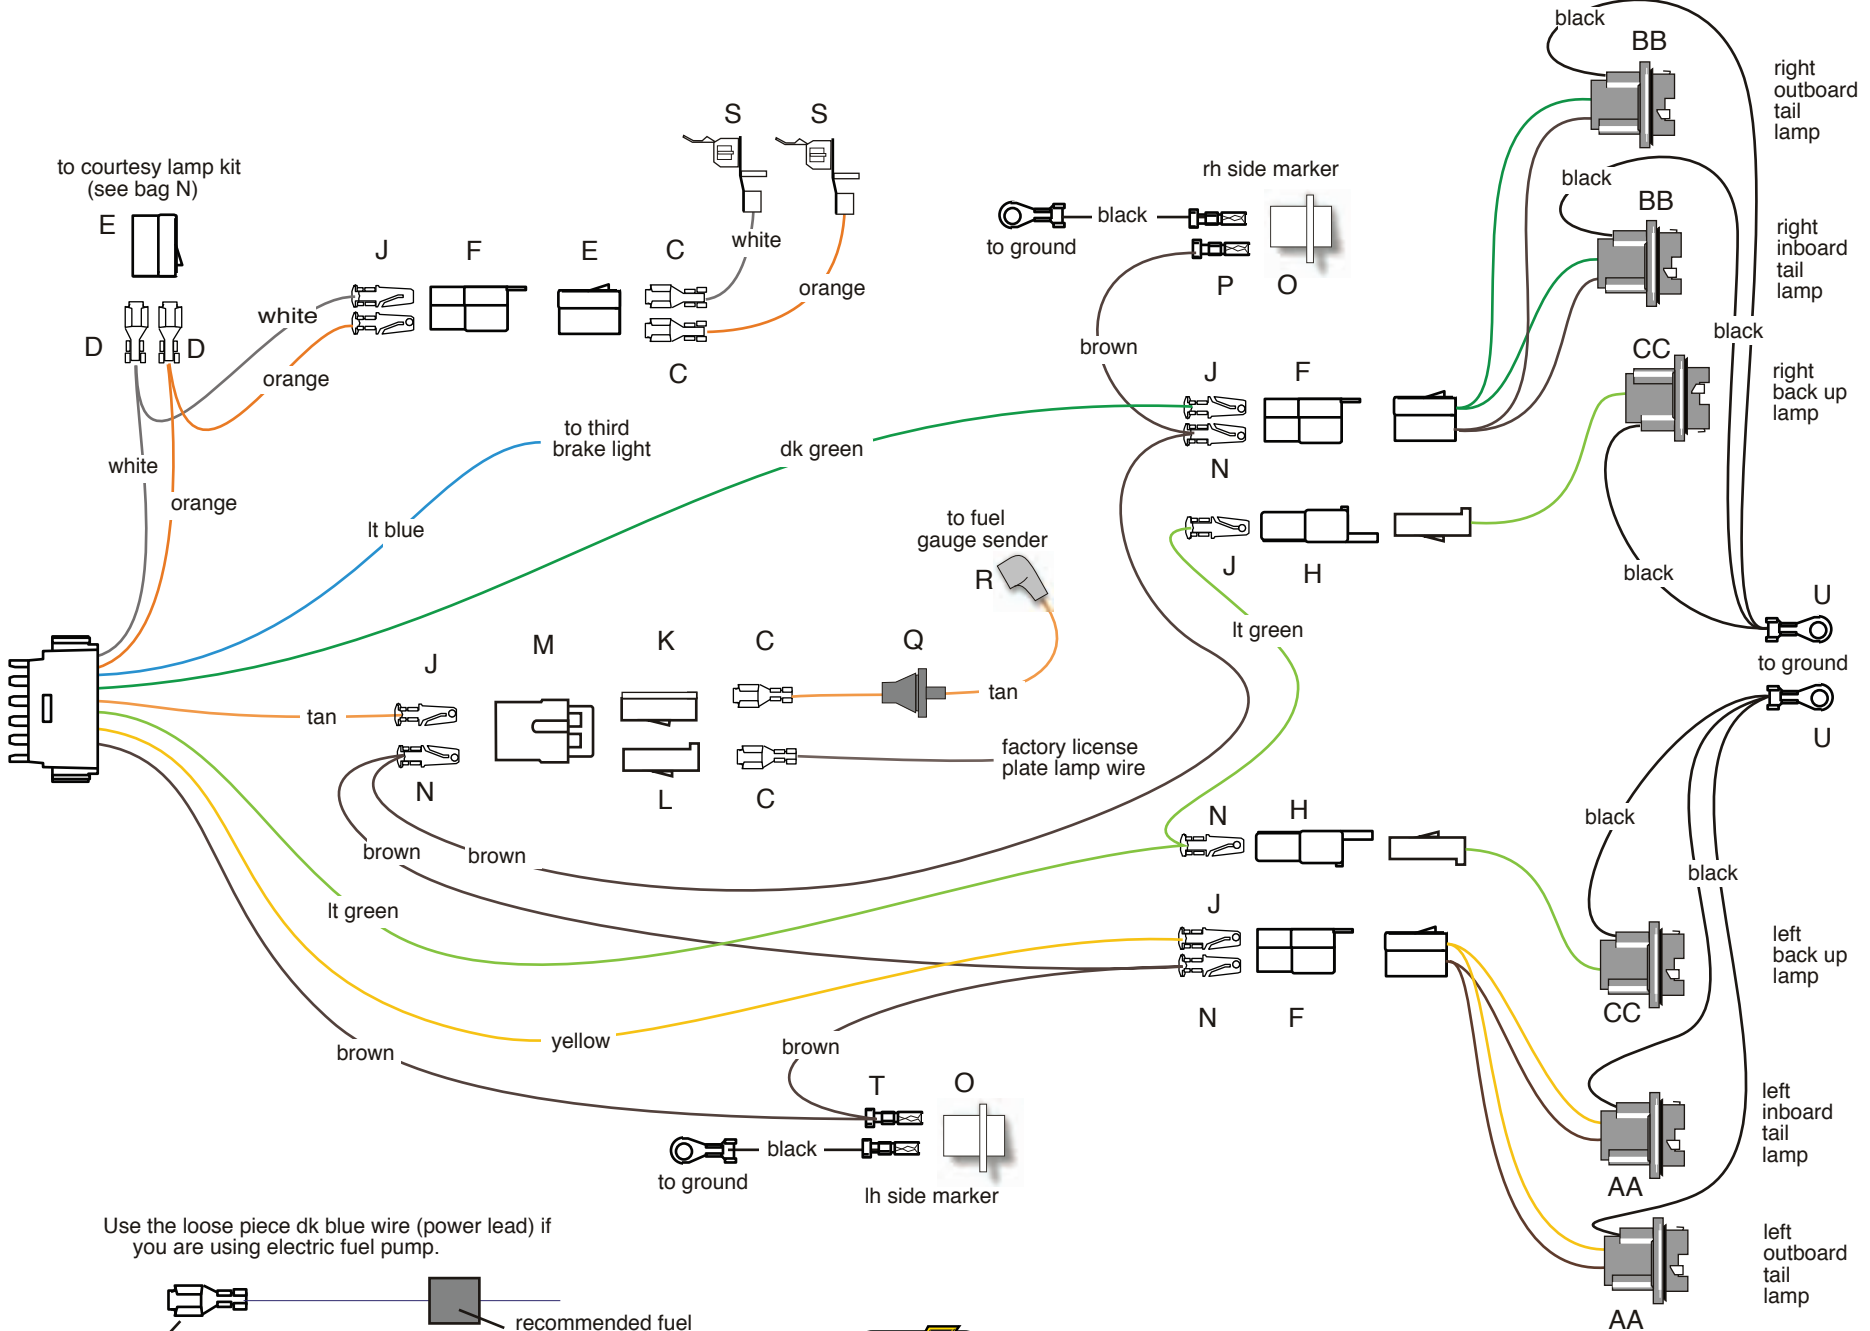 black
BB
right
outboard
tail
lamp
S S
to courtesy lamp kit
(see bag N)
rh side marker
black
BB
E
black
to ground
white
right
inboard
tail
lamp
J F E C
P O
orange
white
brown
black
D D
CC
orange
C
J F
right
back up
lamp
to third
brake light
dk green
white
N
orange
lt blue
to fuel
gauge sender
R
J H
black
U
lt green
to ground
J M K C Q
tan
tan
U
factory license
plate lamp wire
N L C
N H
black
brown
brown
black
lt green
J
left
back up
lamp
CC
N F
yellow
brown
brown
T O
left
inboard
tail
lamp
black
to ground
lh side marker
AA
Use the loose piece dk blue wire (power lead) if
you are using electric fuel pump.
left
outboard
tail
lamp
recommended fuel
AA